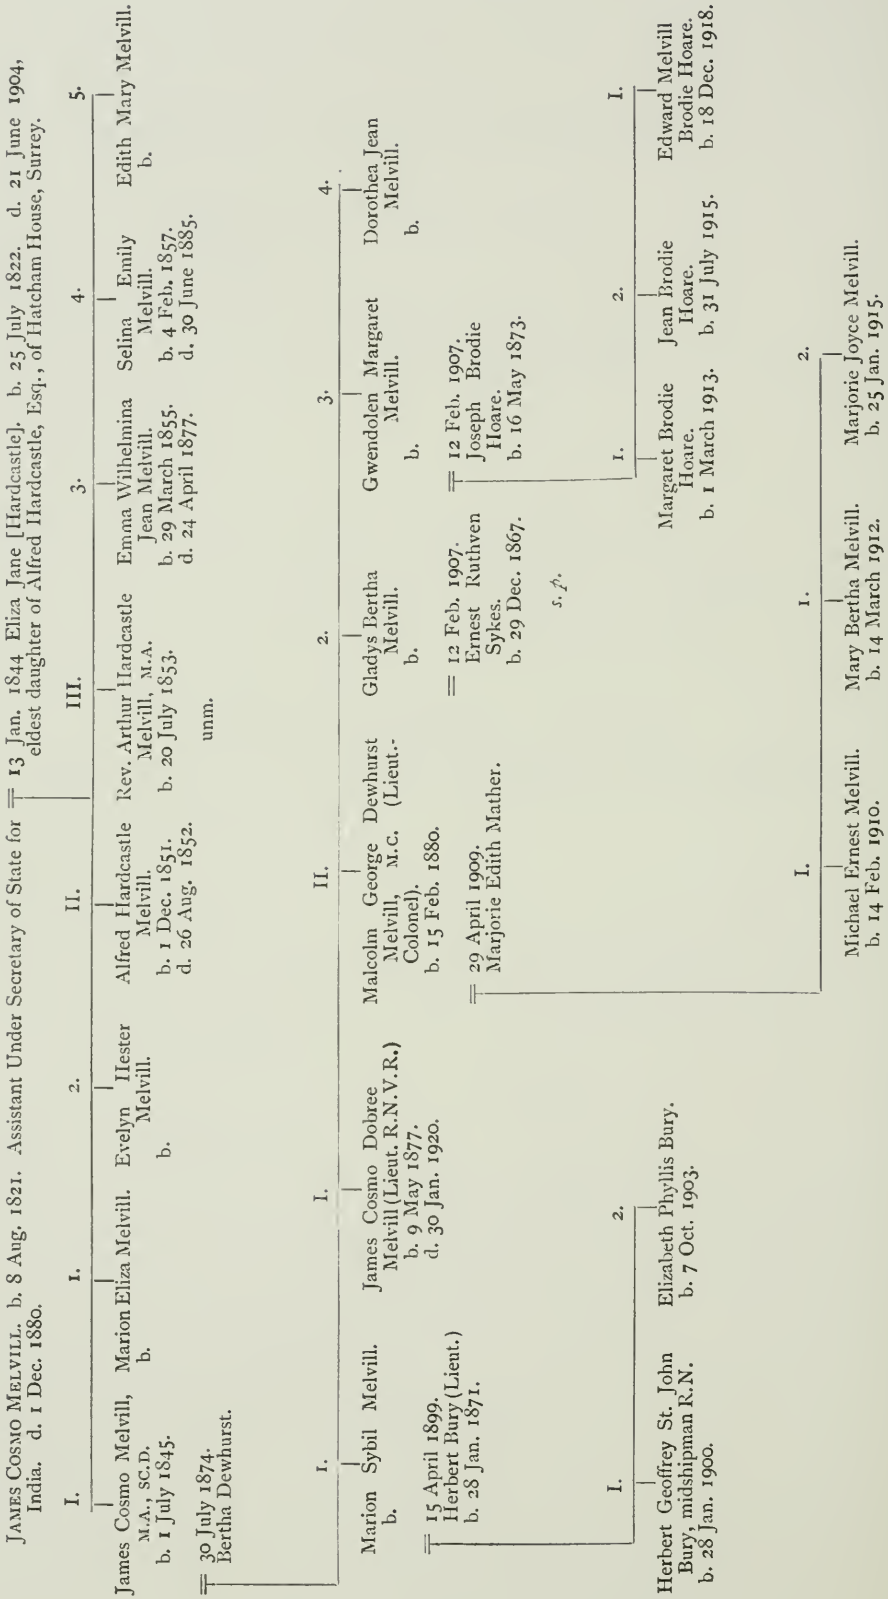 JAMES COSMO MELVILL. b. 8 Aug. 1821. Assistant Under Secretary of State for
India. d. 1 Dec. 1880.
= 13 Jan. 1844 Eliza Jane [Hardcastle]. b. 25 July 1822. d. 21 June 1904,
eldest daughter of Alfred Hardcastle, Esq., of Hatcham House, Surrey.
I.
James Cosmo Melvill,
M.A., SC.D.
b. 1 July 1845.
= 30 July 1874.
Bertha Dewhurst.
1.
Marion Eliza Melvill.
b.
2.
Evelyn Hester
Melvill.
b.
II.
Alfred Hardcastle
Melvill.
b. 1 Dec. 1851.
d. 26 Aug. 1852.
III.
Rev. Arthur Hardcastle
Melvill, M.A.
b. 20 July 1853.
unm.
3.
Emma Wilhelmina
Jean Melvill.
b. 29 March 1855.
d. 24 April 1877.
4.
Selina Emily
Melvill.
b. 4 Feb. 1857.
d. 30 June 1885.
5.
Edith Mary Melvill.
b.
1.
Marion Sybil Melvill.
b.
= 15 April 1899.
Herbert Bury (Lieut.)
b. 28 Jan. 1871.
I.
James Cosmo Dobree
Melvill (Lieut. R.N.V.R.)
b. 9 May 1877.
d. 30 Jan. 1920.
II.
Malcolm George Dewhurst
Melvill, M.C. (Lieut.-
Colonel).
b. 15 Feb. 1880.
= 29 April 1909.
Marjorie Edith Mather.
2.
Gladys Bertha
Melvill.
b.
= 12 Feb. 1907.
Ernest Ruthven
Sykes.
b. 29 Dec. 1867.
s. p.
3.
Gwendolen Margaret
Melvill.
b.
= 12 Feb. 1907.
Joseph Brodie
Hoare.
b. 16 May 1873.
4.
Dorothea Jean
Melvill.
b.
I.
Herbert Geoffrey St. John
Bury, midshipman R.N.
b. 28 Jan. 1900.
2.
Elizabeth Phyllis Bury.
b. 7 Oct. 1903.
1.
Margaret Brodie
Hoare.
b. 1 March 1913.
2.
Jean Brodie
Hoare.
b. 31 July 1915.
I.
Edward Melvill
Brodie Hoare.
b. 18 Dec. 1918.
I.
Michael Ernest Melvill.
b. 14 Feb. 1910.
1.
Mary Bertha Melvill.
b. 14 March 1912.
2.
Marjorie Joyce Melvill.
b. 25 Jan. 1915.